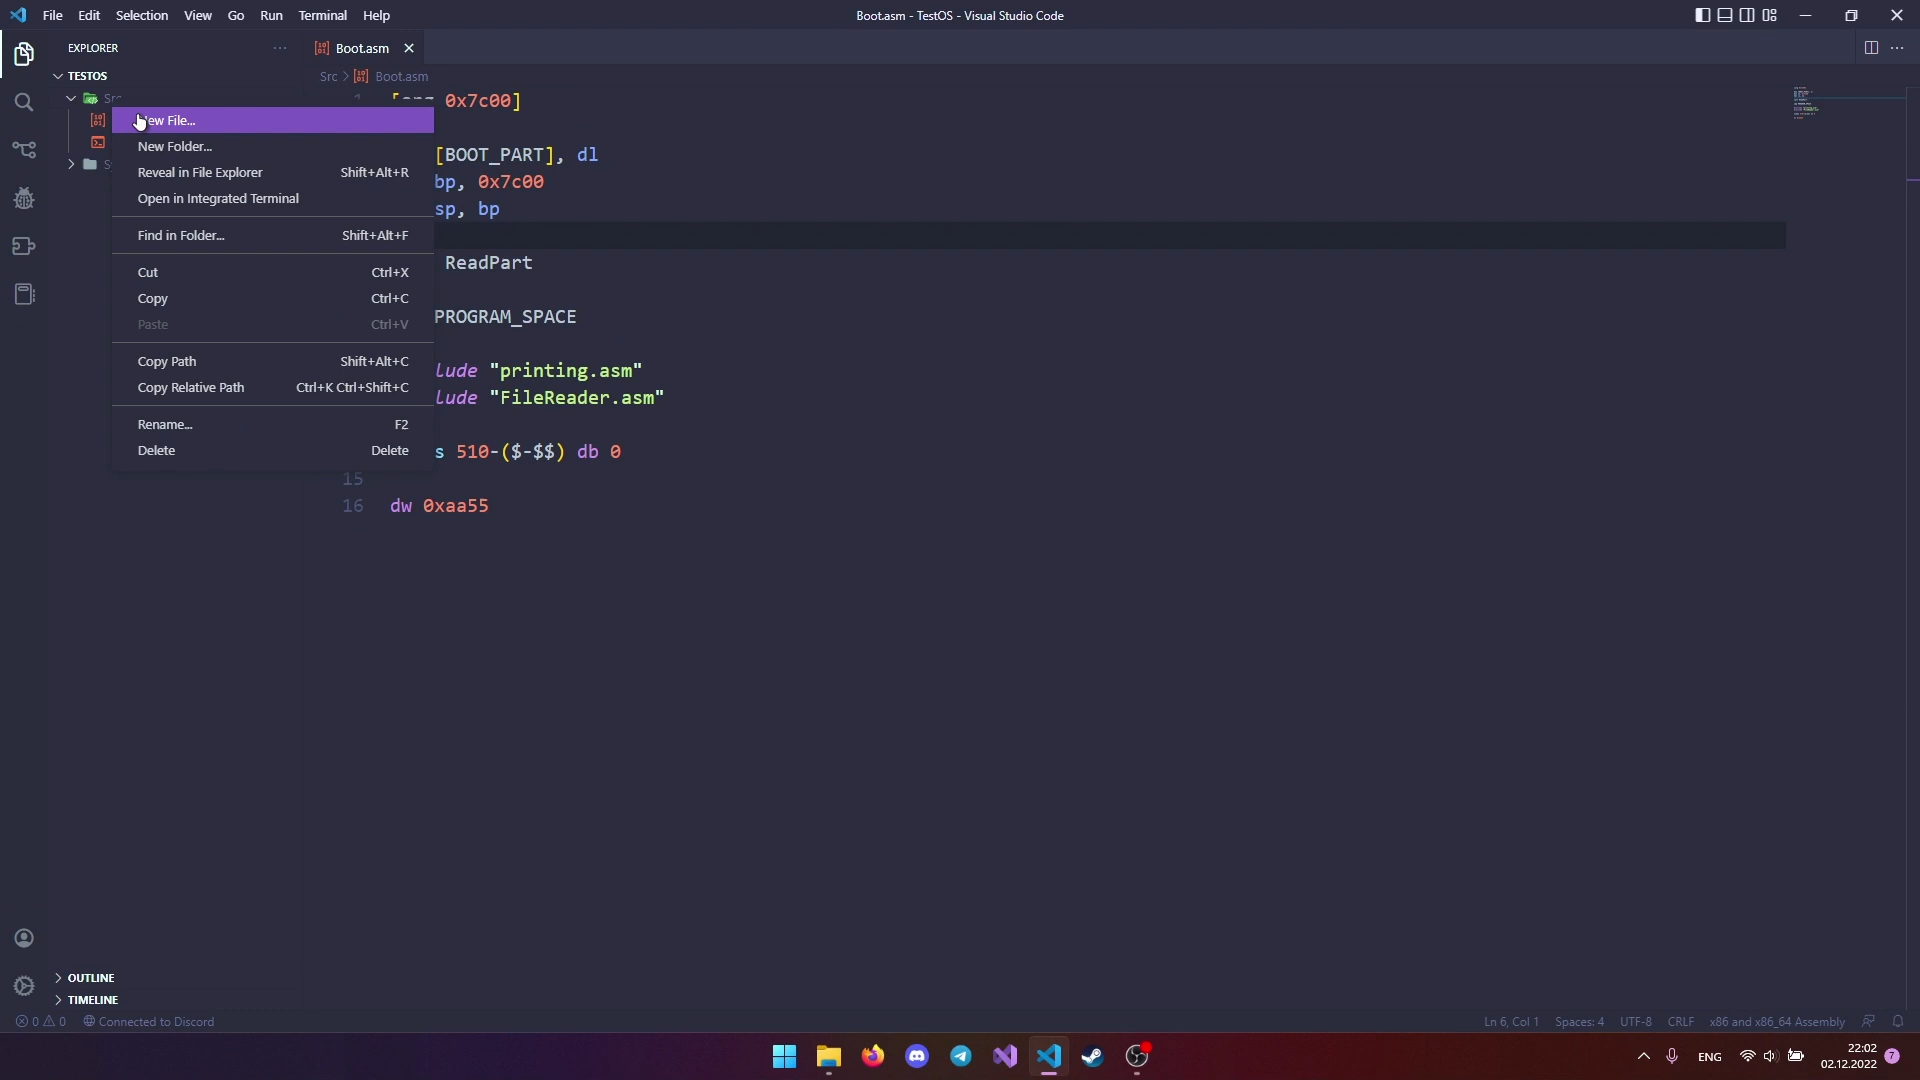 File Edit Selection View Go Run Terminal Help
Boot.asm - TestOS - Visual Studio Code
EXPLORER
Boot.asm
TESTOS
Src > Boot.asm
Src
0x7c00]
New File...
New Folder...
[BOOT_PART], dl
Reveal in File Explorer Shift+Alt+R
bp, 0x7c00
Open in Integrated Terminal
sp, bp
Find in Folder... Shift+Alt+F
ReadPart
Cut Ctrl+X
Copy Ctrl+C
Paste Ctrl+V
PROGRAM_SPACE
Copy Path Shift+Alt+C
lude "printing.asm"
Copy Relative Path Ctrl+K Ctrl+Shift+C
lude "FileReader.asm"
Rename... F2
Delete Delete
s 510-($-$$) db 0
15
16 dw 0xaa55
OUTLINE
TIMELINE
0 0 Connected to Discord
Ln 6, Col 1 Spaces: 4 UTF-8 CRLF x86 and x86_64 Assembly
ENG
22:02
02.12.2022
7